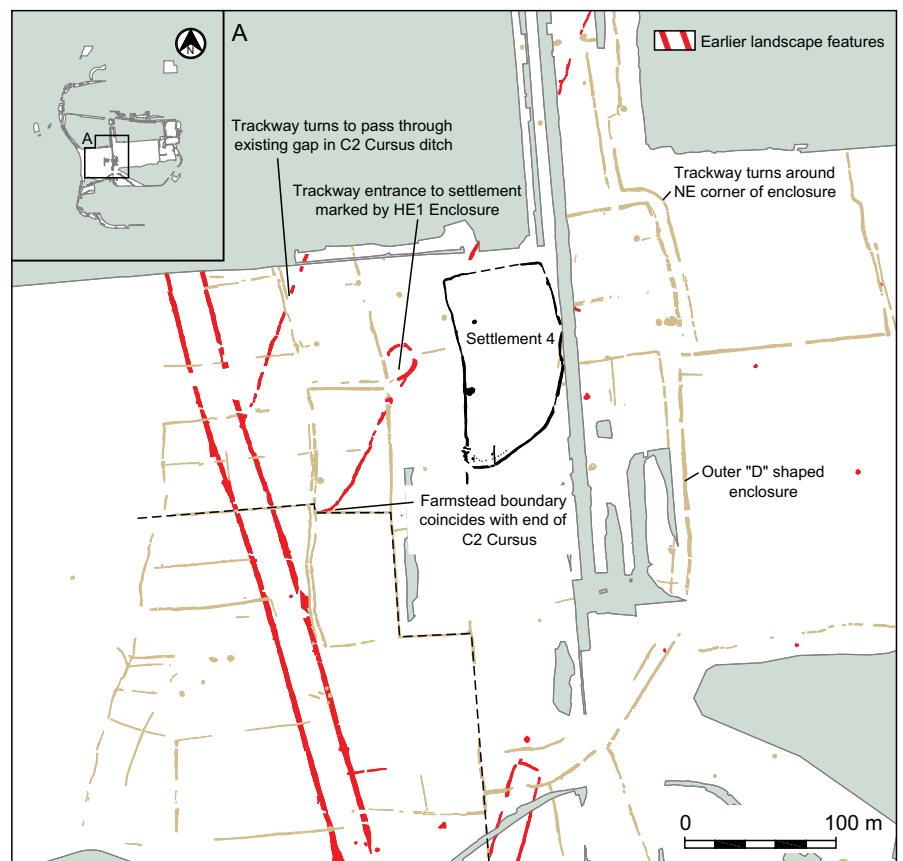 A
N
A
Earlier landscape features
Trackway turns to pass through
existing gap in C2 Cursus ditch
Trackway entrance to settlement
marked by HE1 Enclosure
Trackway turns around
NE corner of enclosure
Settlement 4
Outer "D" shaped
enclosure
Farmstead boundary
coincides with end of
C2 Cursus
0 100 m